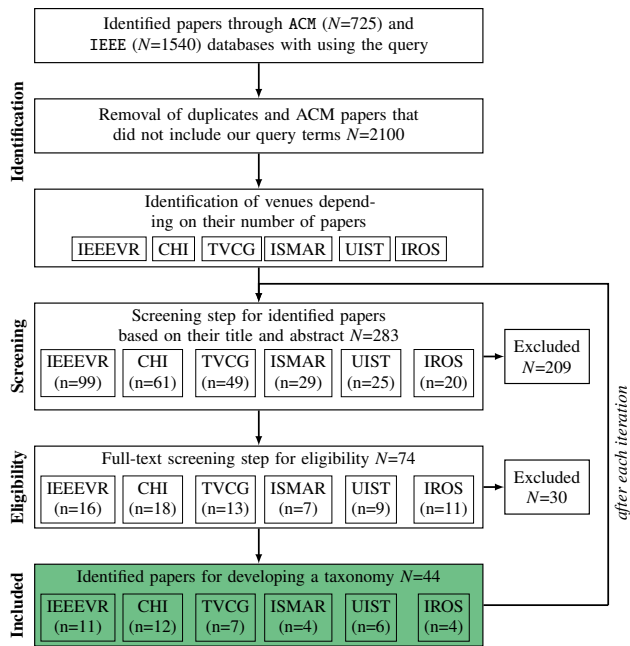 Identified papers through ACM (N=725) and
IEEE (N=1540) databases with using the query
Identification
Removal of duplicates and ACM papers that
did not include our query terms N=2100
Identification of venues depend-
ing on their number of papers
IEEEVR CHI TVCG ISMAR UIST IROS
Screening
Screening step for identified papers
based on their title and abstract N=283
IEEEVR CHI TVCG ISMAR UIST IROS
(n=99) (n=61) (n=49) (n=29) (n=25) (n=20)
Excluded
N=209
Eligibility
Full-text screening step for eligibility N=74
IEEEVR CHI TVCG ISMAR UIST IROS
(n=16) (n=18) (n=13) (n=7) (n=9) (n=11)
Excluded
N=30
after each iteration
Included
Identified papers for developing a taxonomy N=44
IEEEVR CHI TVCG ISMAR UIST IROS
(n=11) (n=12) (n=7) (n=4) (n=6) (n=4)